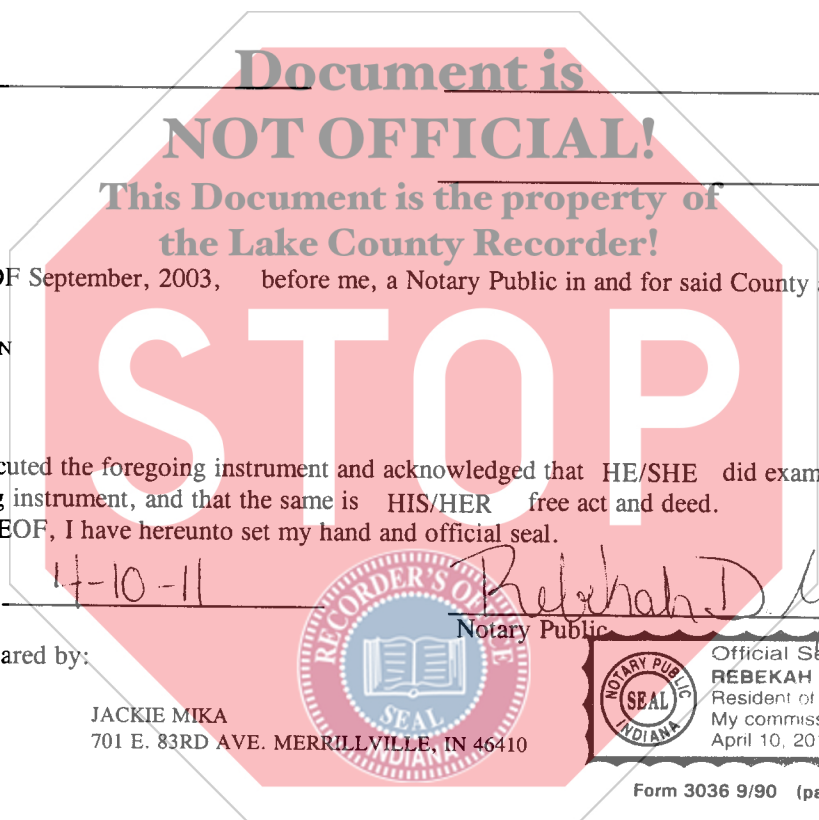 Document is
NOT OFFICIAL!
This Document is the property of
the Lake County Recorder!
OF September, 2003, before me, a Notary Public in and for said County
N
STOP
cuted the foregoing instrument and acknowledged that HE/SHE did exam
g instrument, and that the same is HIS/HER free act and deed.
EOF, I have hereunto set my hand and official seal.
4-10-11
Rebekah D.
Notary Public
RECORDER'S OFFICE
SEAL
INDIANA
ared by:
JACKIE MIKA
701 E. 83RD AVE. MERRILLVILLE, IN 46410
NOTARY PUBLIC
SEAL
INDIANA
Official Se
REBEKAH
Resident of
My commiss
April 10, 20
Form 3036 9/90 (pa